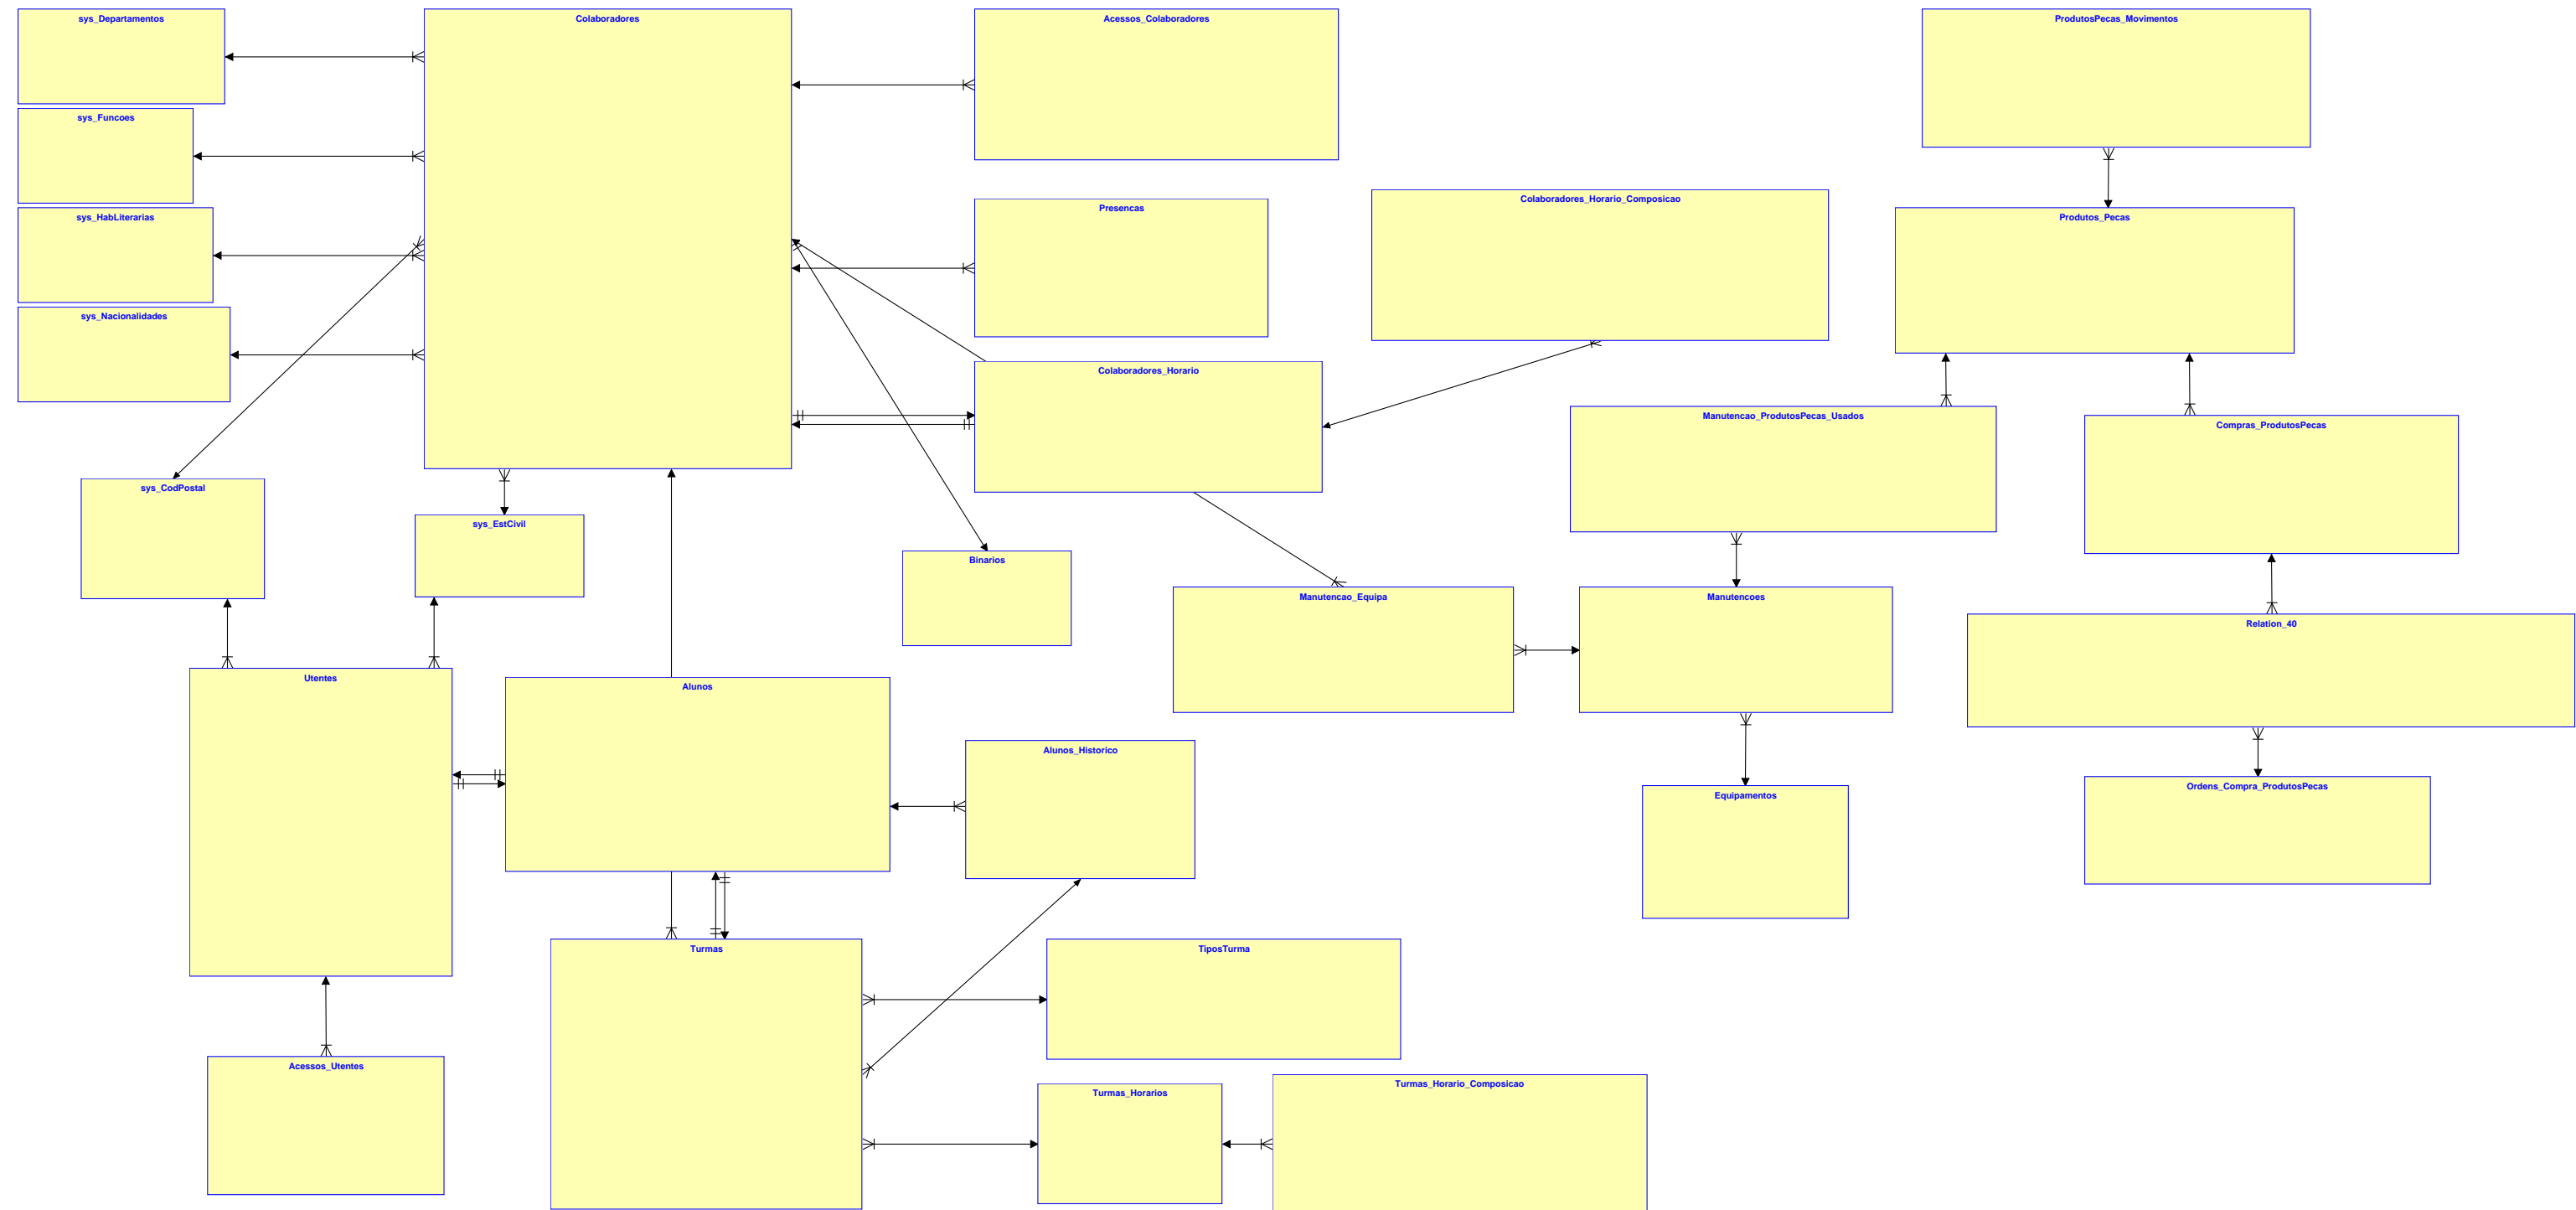 sys_Departamentos
Colaboradores
Acessos_Colaboradores
ProdutosPecas_Movimentos
sys_Funcoes
sys_HabLiterarias
Presencas
Colaboradores_Horario_Composicao
Produtos_Pecas
sys_Nacionalidades
Colaboradores_Horario
Manutencao_ProdutosPecas_Usados
Compras_ProdutosPecas
sys_CodPostal
sys_EstCivil
Binarios
Manutencao_Equipa
Manutencoes
Relation_40
Utentes
Alunos
Alunos_Historico
Equipamentos
Ordens_Compra_ProdutosPecas
Turmas
TiposTurma
Acessos_Utentes
Turmas_Horarios
Turmas_Horario_Composicao